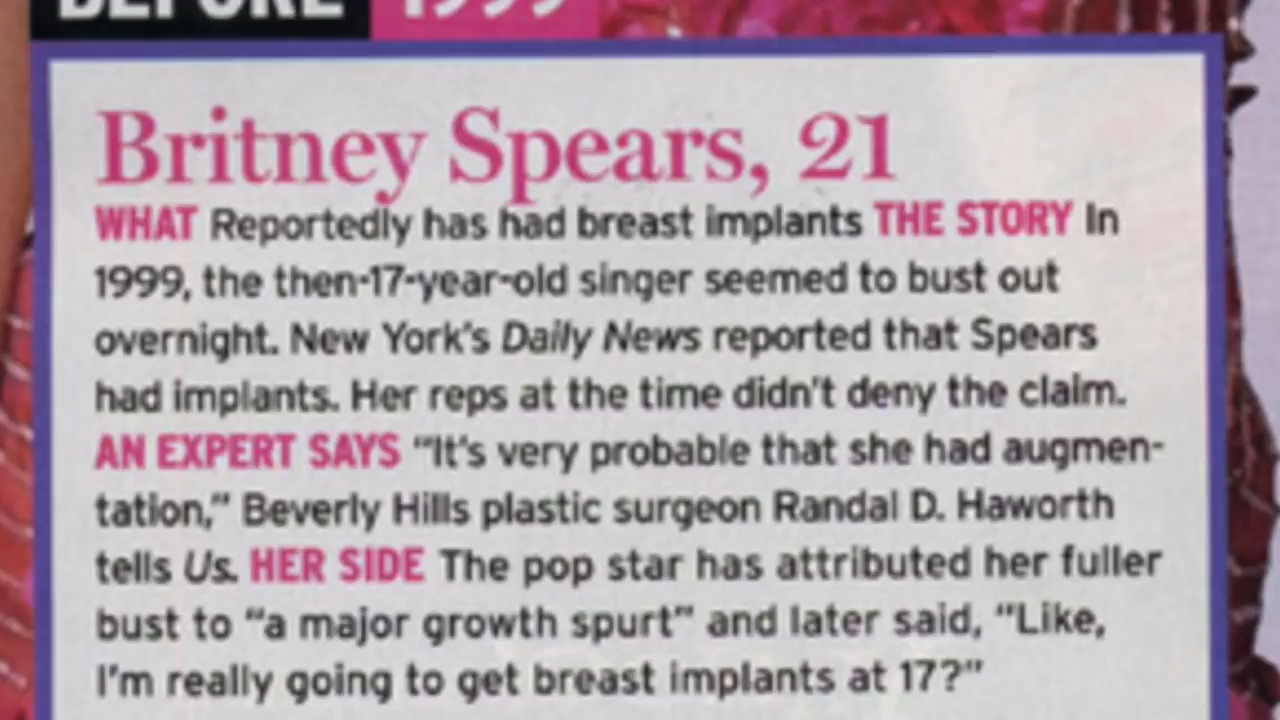 BEFORE 1999
Britney Spears, 21
WHAT Reportedly has had breast implants THE STORY In
1999, the then-17-year-old singer seemed to bust out
overnight. New York's Daily News reported that Spears
had implants. Her reps at the time didn't deny the claim.
AN EXPERT SAYS "It's very probable that she had augmen-
tation," Beverly Hills plastic surgeon Randal D. Haworth
tells Us. HER SIDE The pop star has attributed her fuller
bust to "a major growth spurt" and later said, "Like,
I'm really going to get breast implants at 17?"